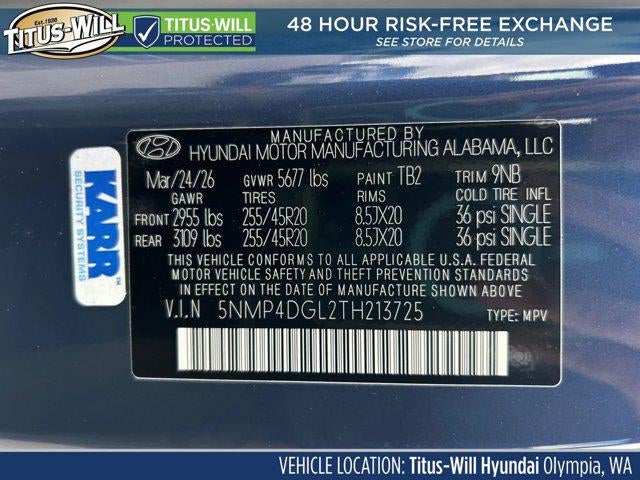 Est. 1938
TITUS-WILL
TITUS-WILL
PROTECTED
48 HOUR RISK-FREE EXCHANGE
SEE STORE FOR DETAILS
KARR
SECURITY SYSTEMS
TM
MANUFACTURED BY
HYUNDAI MOTOR MANUFACTURING ALABAMA, LLC
Mar/24/26 GVWR 5677 lbs PAINT TB2 TRIM 9NB
GAWR TIRES RIMS COLD TIRE INFL
FRONT 2955 lbs 255/45R20 8.5JX20 36 psi SINGLE
REAR 3109 lbs 255/45R20 8.5JX20 36 psi SINGLE
THIS VEHICLE CONFORMS TO ALL APPLICABLE U.S.A. FEDERAL
MOTOR VEHICLE SAFETY AND THEFT PREVENTION STANDARDS
IN EFFECT ON THE DATE OF MANUFACTURE SHOWN ABOVE.
V.I.N 5NMP4DGL2TH213725 TYPE: MPV
VEHICLE LOCATION: Titus-Will Hyundai Olympia, WA